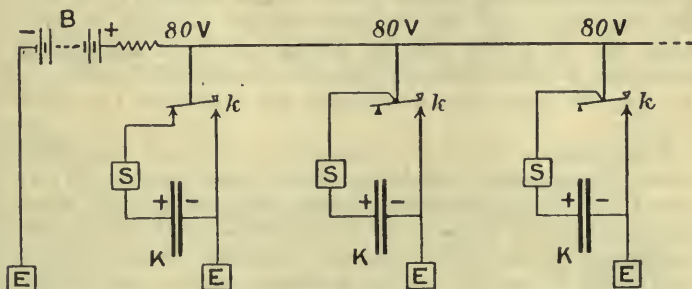 B
- + 80V 80V 80V
k k k
S S S
+ - + - + -
K K K
E E E E